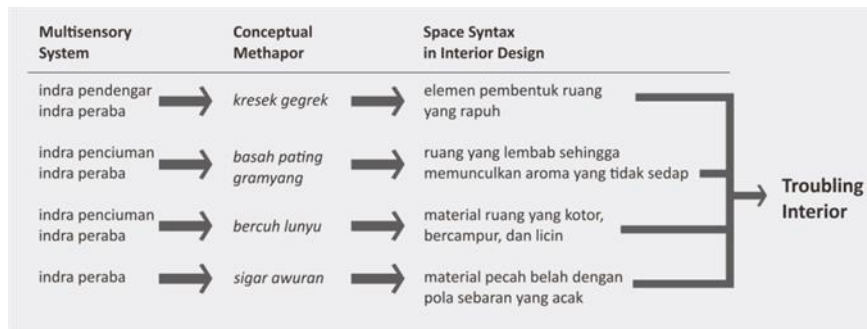 Multisensory
System
Conceptual
Methapor
Space Syntax
in Interior Design
indra pendengar
indra peraba
kresek gegrek
elemen pembentuk ruang
yang rapuh
indra penciuman
indra peraba
basah pating
gramyang
ruang yang lembab sehingga
memunculkan aroma yang tidak sedap
indra penciuman
indra peraba
bercuh lunyu
material ruang yang kotor,
bercampur, dan licin
indra peraba
sigar awuran
material pecah belah dengan
pola sebaran yang acak
Troubling
Interior